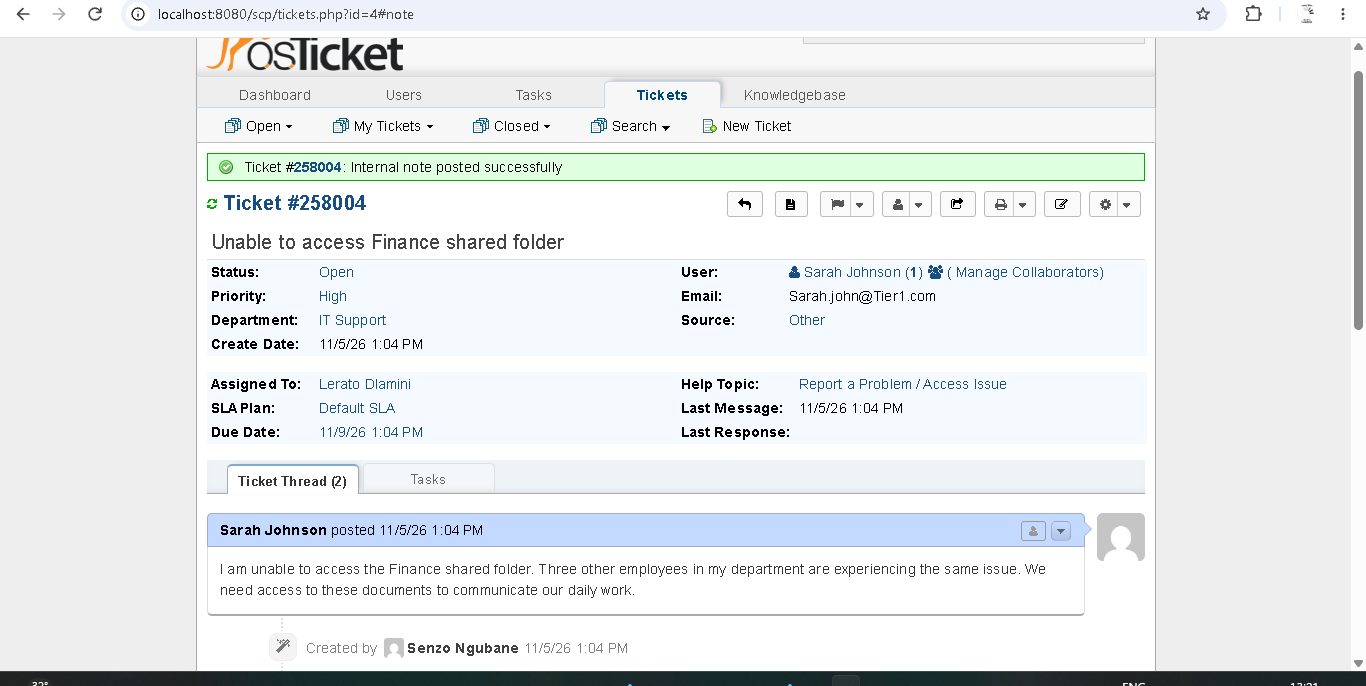 localhost:8080/scp/tickets.php?id=4#note
osTicket
Dashboard Users Tasks Tickets Knowledgebase
Open My Tickets Closed Search New Ticket
Ticket #258004: Internal note posted successfully
Ticket #258004
Unable to access Finance shared folder
Status: Open User: Sarah Johnson (1) ( Manage Collaborators)
Priority: High Email: Sarah.john@Tier1.com
Department: IT Support Source: Other
Create Date: 11/5/26 1:04 PM
Assigned To: Lerato Dlamini Help Topic: Report a Problem / Access Issue
SLA Plan: Default SLA Last Message: 11/5/26 1:04 PM
Due Date: 11/9/26 1:04 PM Last Response:
Ticket Thread (2) Tasks
Sarah Johnson posted 11/5/26 1:04 PM
I am unable to access the Finance shared folder. Three other employees in my department are experiencing the same issue. We
need access to these documents to communicate our daily work.
Created by Senzo Ngubane 11/5/26 1:04 PM